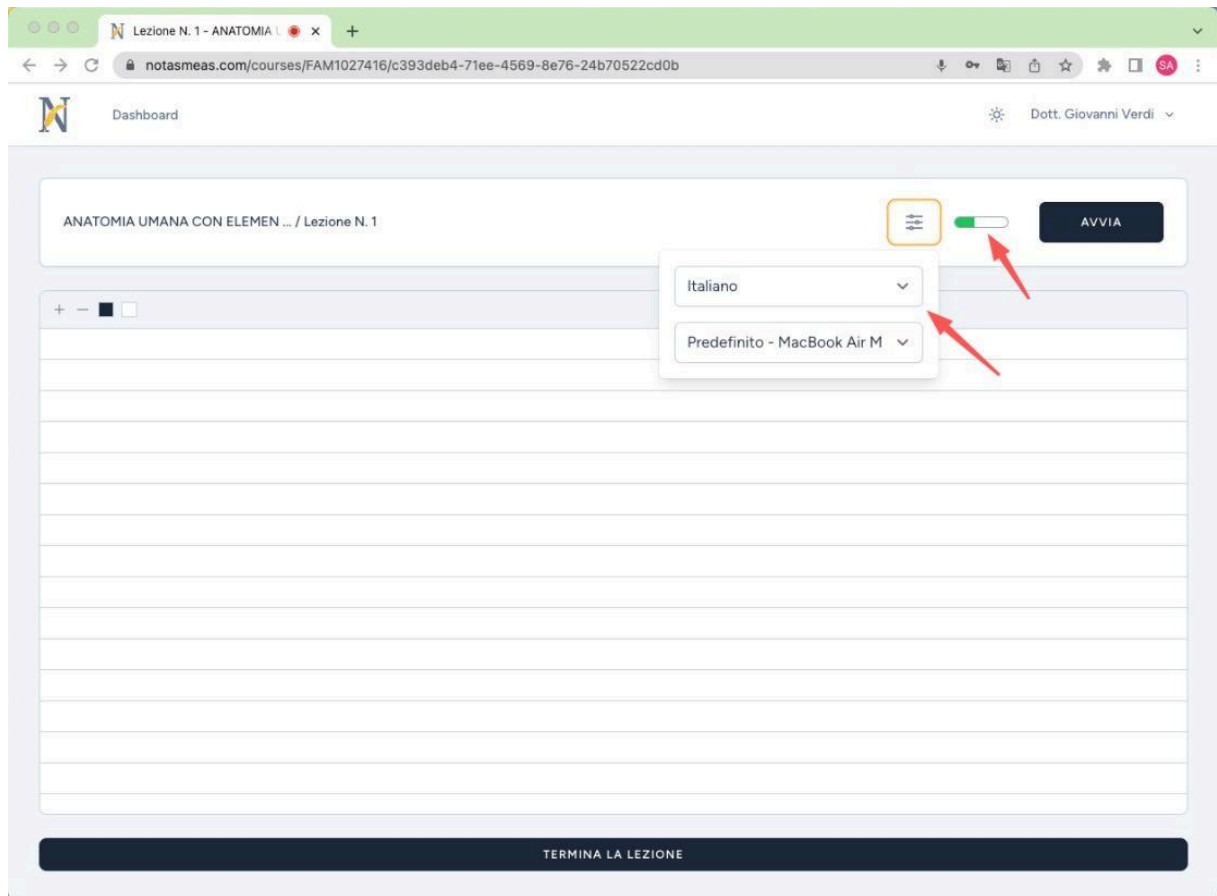 Lezione N. 1 - ANATOMIA U
notasmeas.com/courses/FAM1027416/c393deb4-71ee-4569-8e76-24b70522cd0b
SA
Dashboard
Dott. Giovanni Verdi
ANATOMIA UMANA CON ELEMEN ... / Lezione N. 1
AVVIA
Italiano
Predefinito - MacBook Air M
TERMINA LA LEZIONE